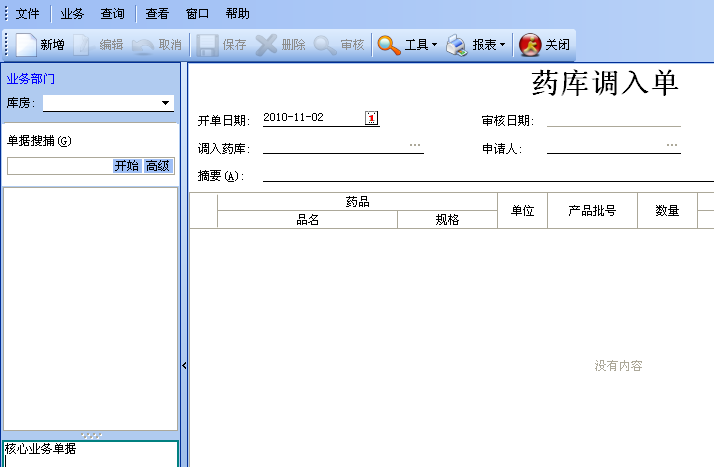 文件 业务 查询 查看 窗口 帮助
新增 编辑 取消 保存 删除 审核 工具 报表 关闭
业务部门
库房:
单据搜捕(G)
开始 高级
核心业务单据
药库调入单
开单日期: 2010-11-02 审核日期:
调入药库: ... 申请人: ...
摘要(A):
药品
品名 规格 单位 产品批号 数量
没有内容